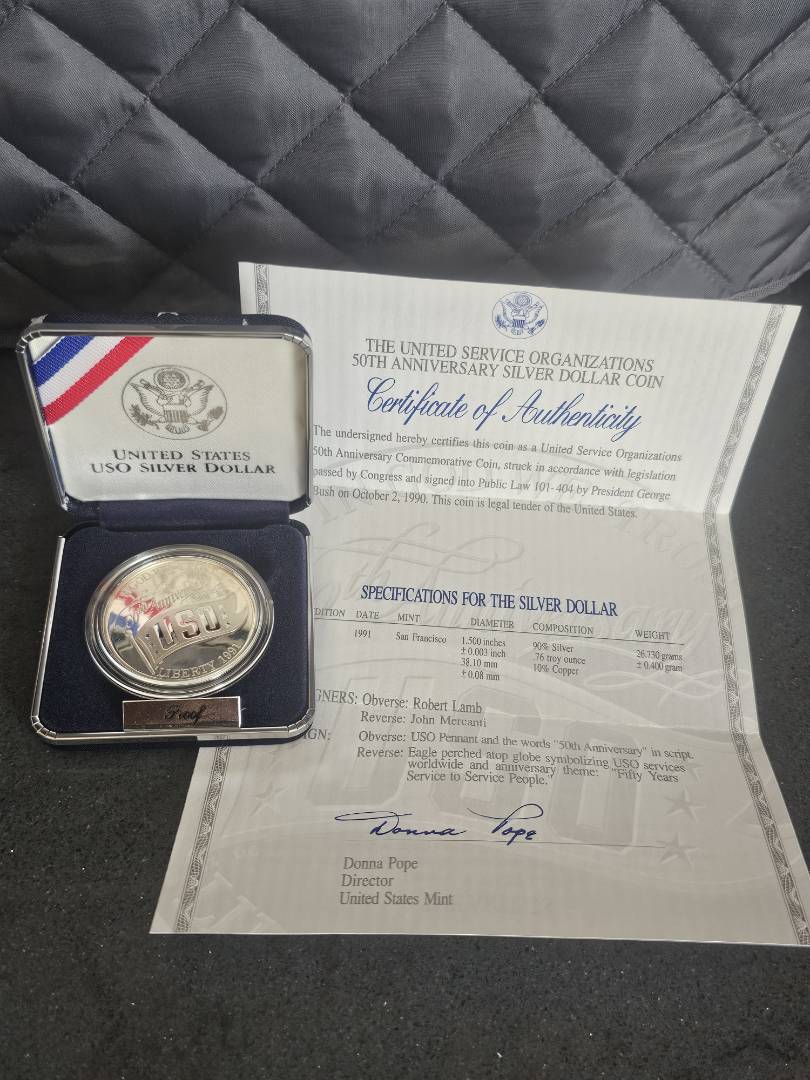 UNITED STATES
USO SILVER DOLLAR
50th Anniversary
USO
LIBERTY 1991
Proof
THE UNITED SERVICE ORGANIZATIONS
50TH ANNIVERSARY SILVER DOLLAR COIN
Certificate of Authenticity
The undersigned hereby certifies this coin as a United Service Organizations
50th Anniversary Commemorative Coin, struck in accordance with legislation
passed by Congress and signed into Public Law 101-404 by President George
Bush on October 2, 1990. This coin is legal tender of the United States.
SPECIFICATIONS FOR THE SILVER DOLLAR
DITION DATE MINT DIAMETER COMPOSITION WEIGHT
1991 San Francisco 1.500 inches 90% Silver 26.730 grams
± 0.003 inch .76 troy ounce ± 0.400 gram
38.10 mm 10% Copper
± 0.08 mm
GNERS: Obverse: Robert Lamb
Reverse: John Mercanti
IGN: Obverse: USO Pennant and the words "50th Anniversary" in script.
Reverse: Eagle perched atop globe symbolizing USO services
worldwide and anniversary theme: "Fifty Years
Service to Service People."
Donna Pope
Donna Pope
Director
United States Mint